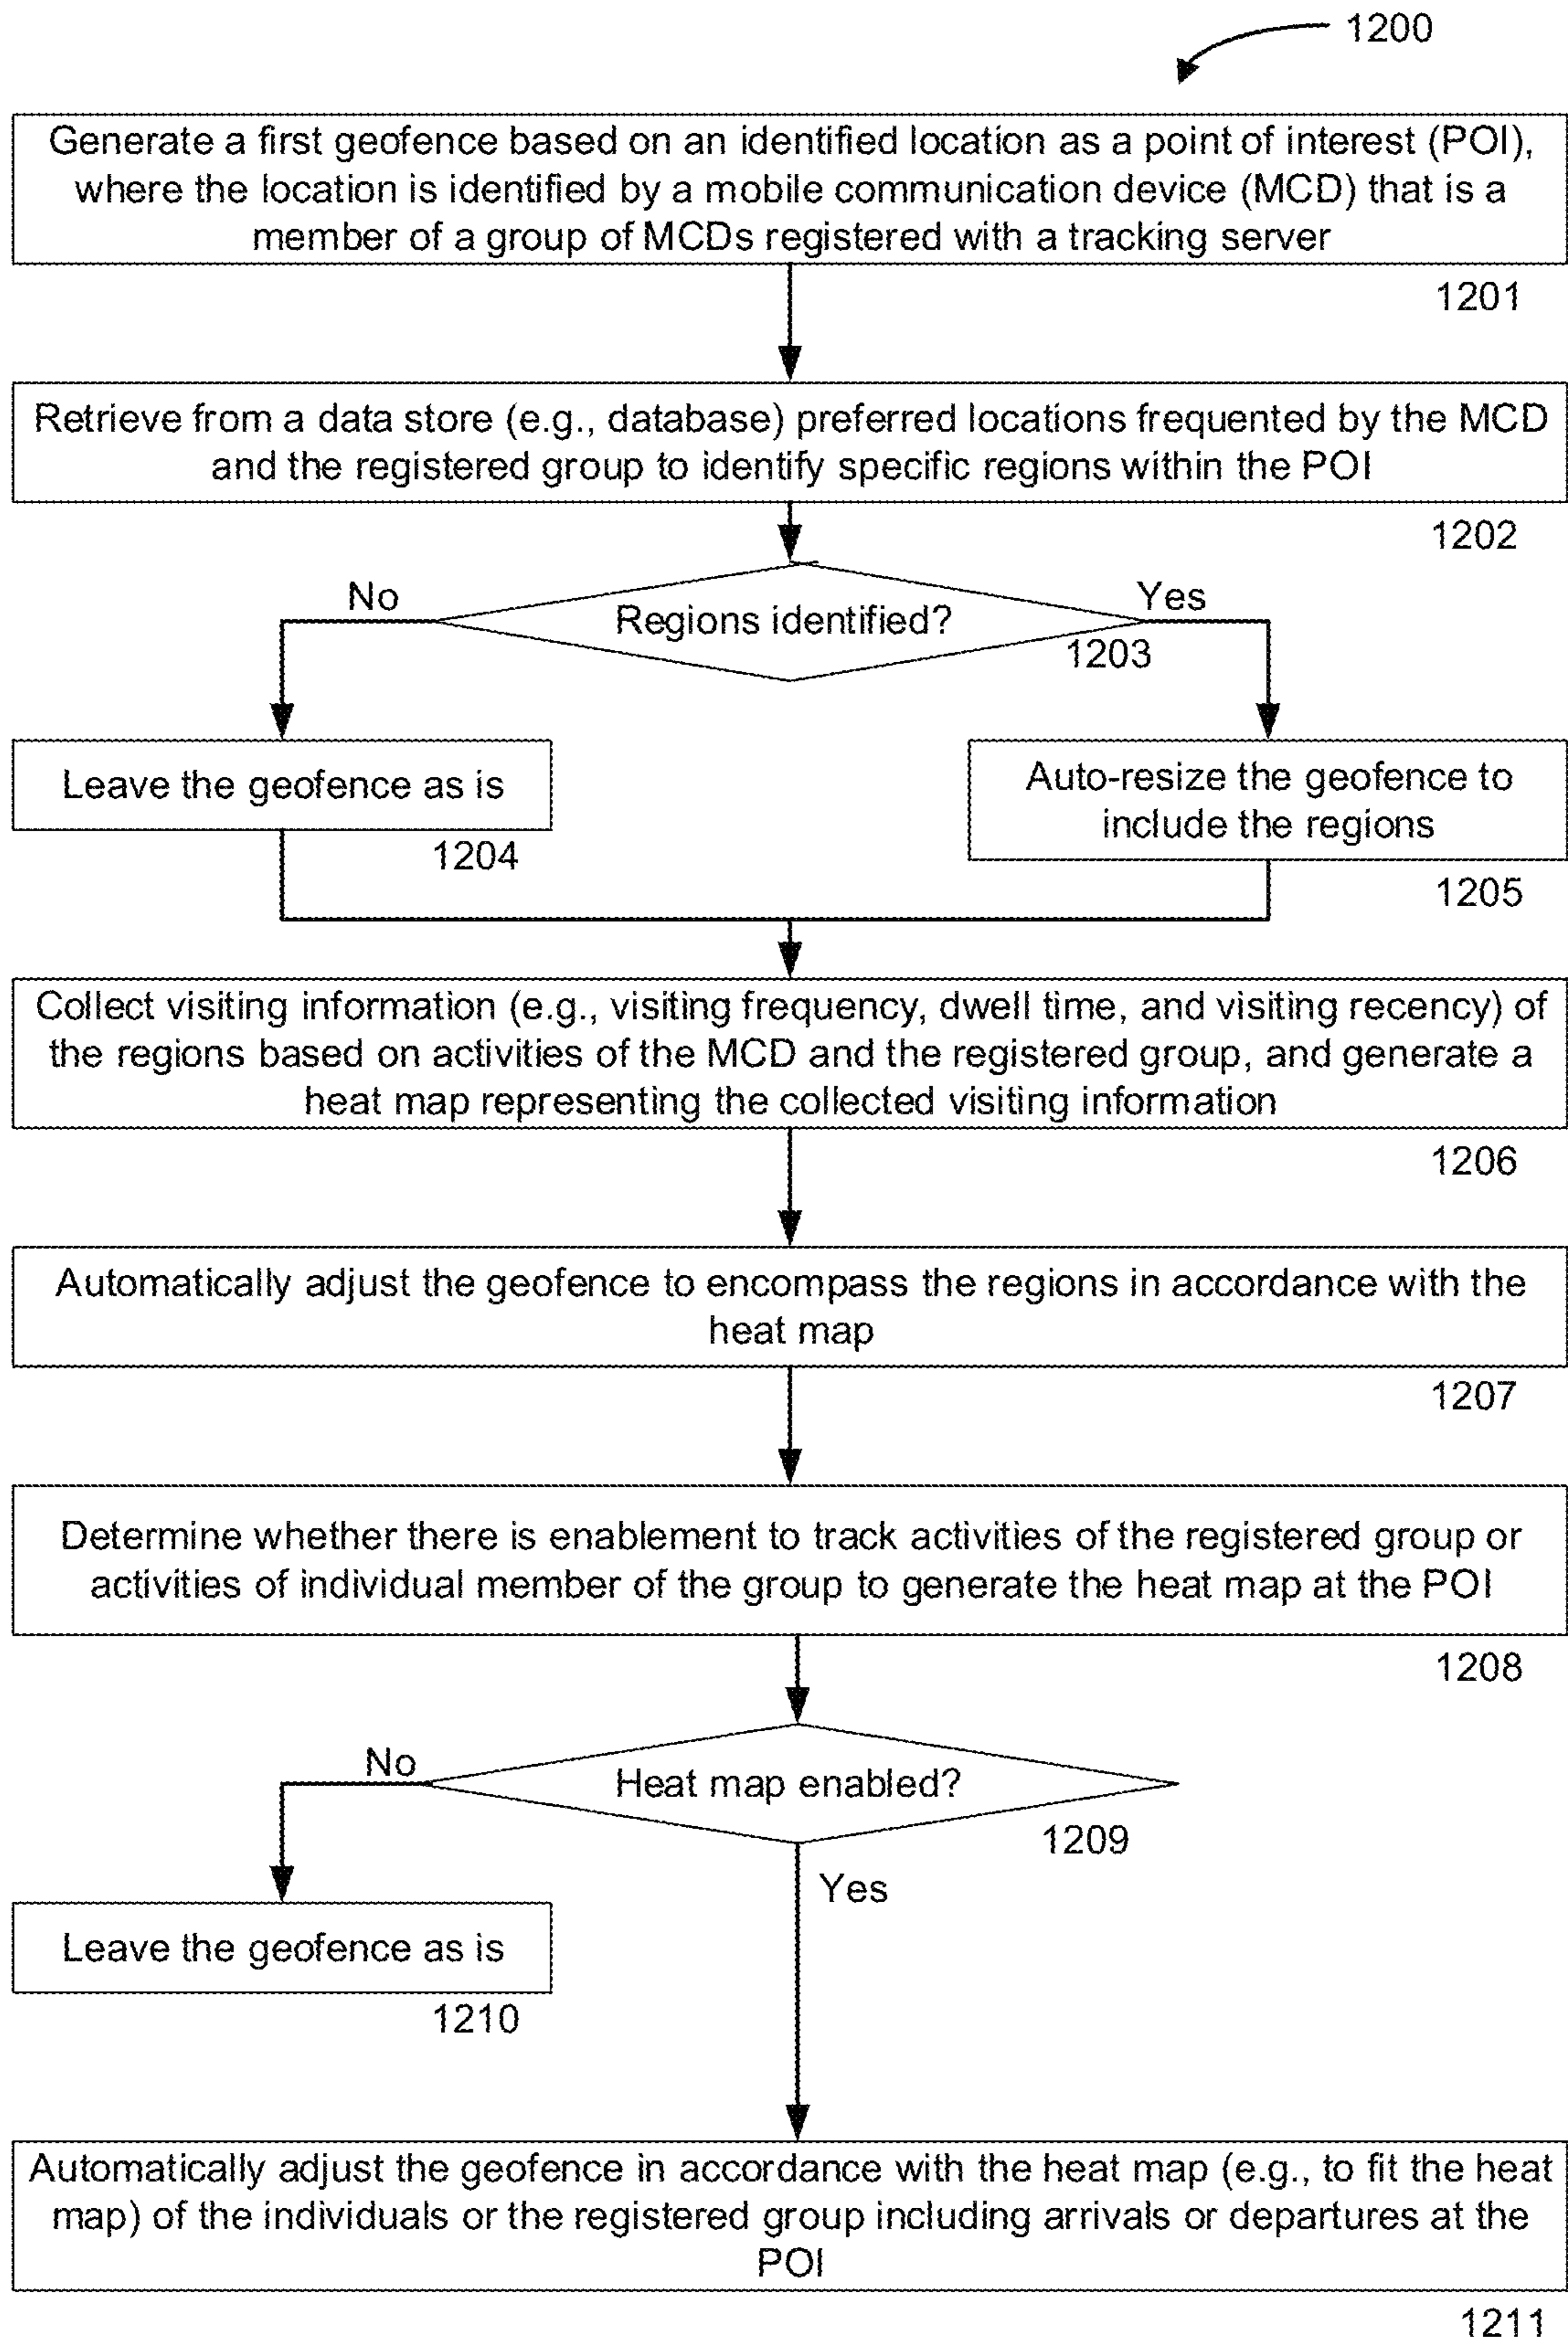 1200
Generate a first geofence based on an identified location as a point of interest (POI),
where the location is identified by a mobile communication device (MCD) that is a
member of a group of MCDs registered with a tracking server
1201
Retrieve from a data store (e.g., database) preferred locations frequented by the MCD
and the registered group to identify specific regions within the POI
1202
No
Yes
Regions identified?
1203
Leave the geofence as is
1204
Auto-resize the geofence to
include the regions
1205
Collect visiting information (e.g., visiting frequency, dwell time, and visiting recency) of
the regions based on activities of the MCD and the registered group, and generate a
heat map representing the collected visiting information
1206
Automatically adjust the geofence to encompass the regions in accordance with the
heat map
1207
Determine whether there is enablement to track activities of the registered group or
activities of individual member of the group to generate the heat map at the POI
1208
No
Heat map enabled?
1209
Yes
Leave the geofence as is
1210
Automatically adjust the geofence in accordance with the heat map (e.g., to fit the heat
map) of the individuals or the registered group including arrivals or departures at the
POI
1211